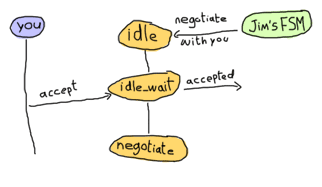 you
idle
negotiate
with you
Jim's FSM
accept
idle_wait
accepted
negotiate